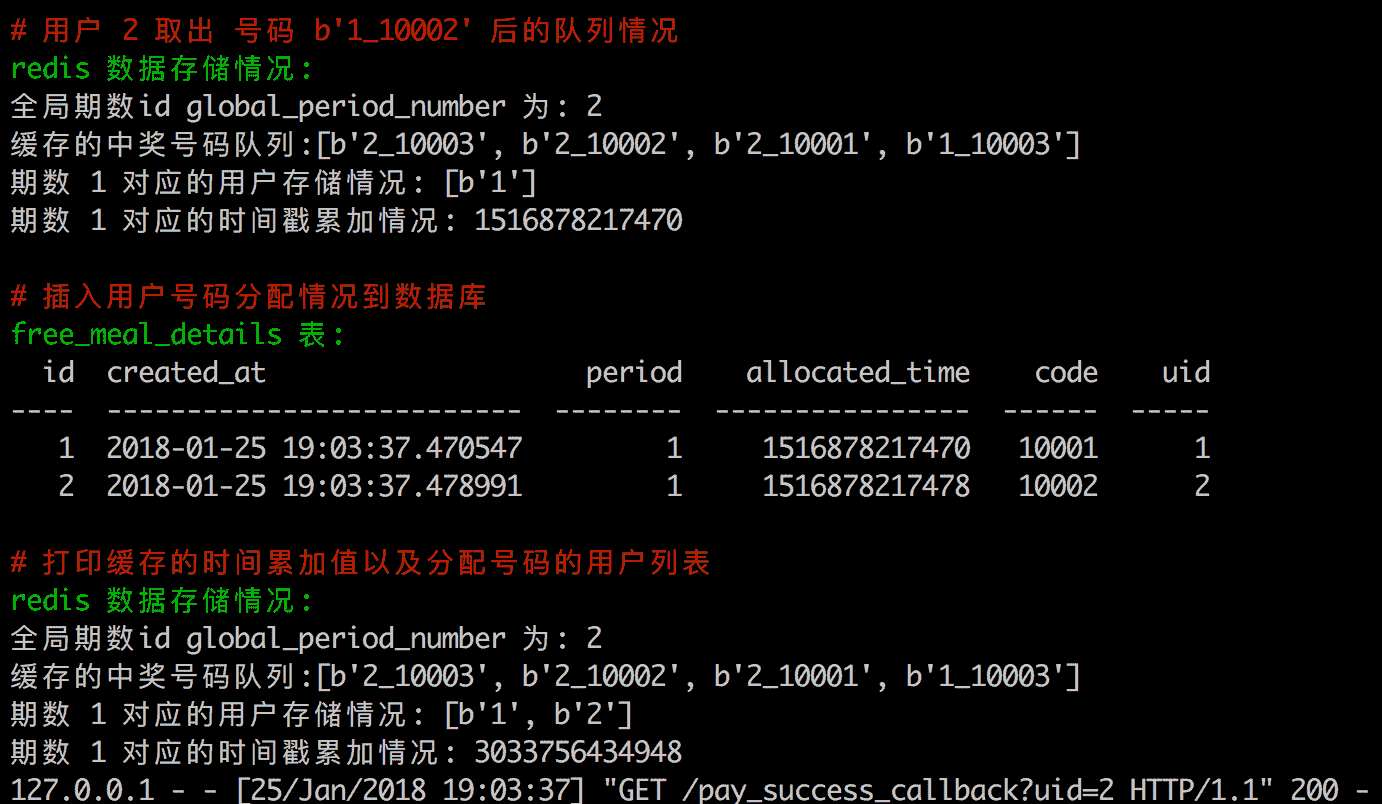 # 用户 2 取出 号码 b'1_10002' 后的队列情况
redis 数据存储情况:
全局期数id global_period_number 为: 2
缓存的中奖号码队列:[b'2_10003', b'2_10002', b'2_10001', b'1_10003']
期数 1 对应的用户存储情况: [b'1']
期数 1 对应的时间戳累加情况: 1516878217470
# 插入用户号码分配情况到数据库
free_meal_details 表:
id created_at period allocated_time code uid
---- -------------------------- -------- ---------------- ------ -----
1 2018-01-25 19:03:37.470547 1 1516878217470 10001 1
2 2018-01-25 19:03:37.478991 1 1516878217478 10002 2
# 打印缓存的时间累加值以及分配号码的用户列表
redis 数据存储情况:
全局期数id global_period_number 为: 2
缓存的中奖号码队列:[b'2_10003', b'2_10002', b'2_10001', b'1_10003']
期数 1 对应的用户存储情况: [b'1', b'2']
期数 1 对应的时间戳累加情况: 3033756434948
127.0.0.1 - - [25/Jan/2018 19:03:37] "GET /pay_success_callback?uid=2 HTTP/1.1" 200 -